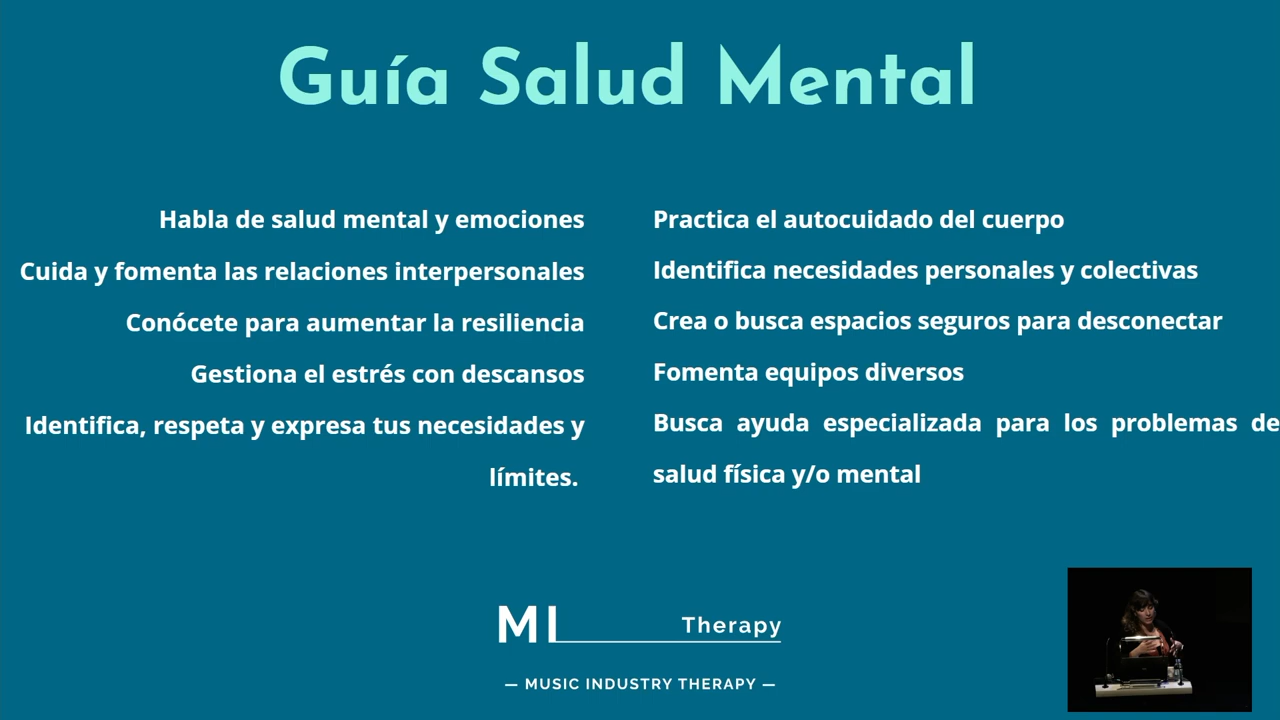 Guía Salud Mental
Habla de salud mental y emociones
Cuida y fomenta las relaciones interpersonales
Conócete para aumentar la resiliencia
Gestiona el estrés con descansos
Identifica, respeta y expresa tus necesidades y
límites.
Practica el autocuidado del cuerpo
Identifica necesidades personales y colectivas
Crea o busca espacios seguros para desconectar
Fomenta equipos diversos
Busca ayuda especializada para los problemas de
salud física y/o mental
MI Therapy
— MUSIC INDUSTRY THERAPY —